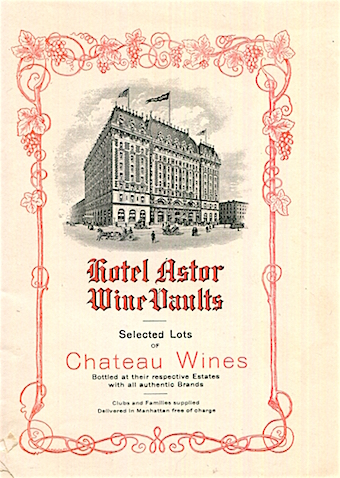 Hotel Astor
Wine Vaults
Selected Lots
OF
Chateau Wines
Bottled at their respective Estates
with all authentic Brands
Clubs and Families supplied
Delivered in Manhattan free of charge